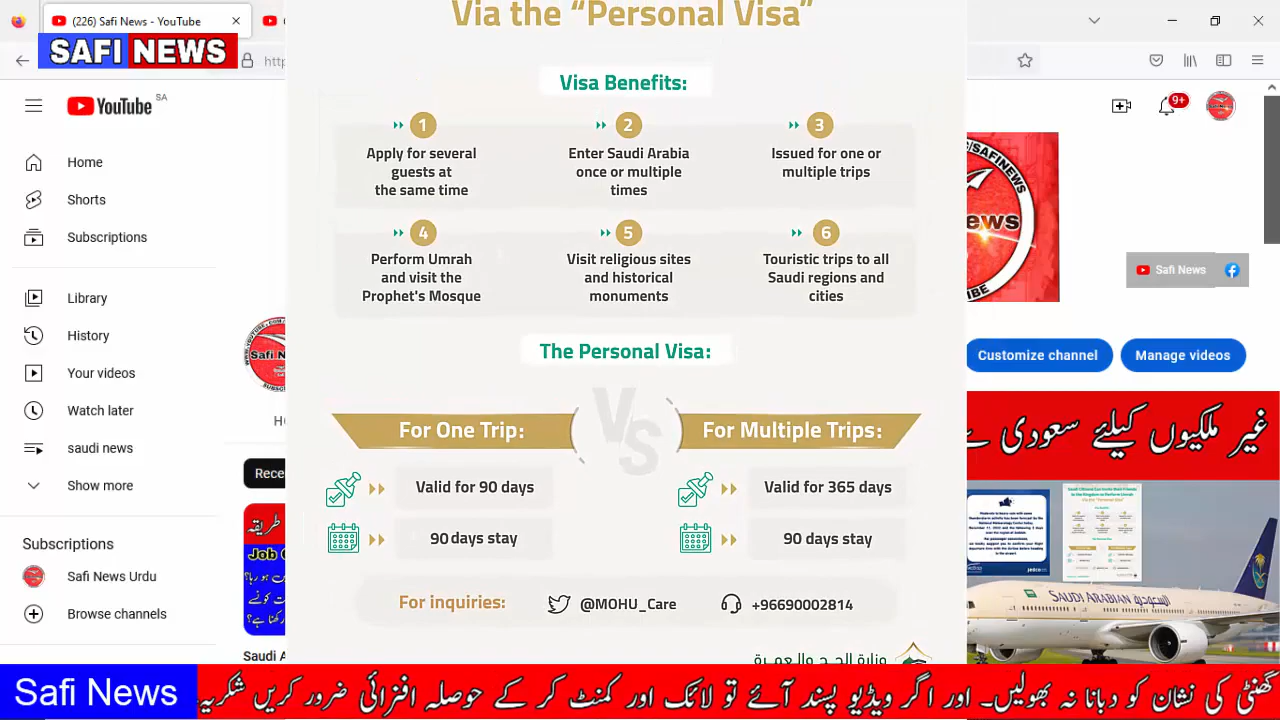 (226) Safi News - YouTube
SAFI NEWS
http
YouTube SA
9+
Home
Shorts
Subscriptions
Library
History
Your videos
Watch later
saudi news
Show more
Subscriptions
Safi News Urdu
Browse channels
Via the “Personal Visa”
Visa Benefits:
1
Apply for several
guests at
the same time
2
Enter Saudi Arabia
once or multiple
times
3
Issued for one or
multiple trips
4
Perform Umrah
and visit the
Prophet's Mosque
5
Visit religious sites
and historical
monuments
6
Touristic trips to all
Saudi regions and
cities
The Personal Visa:
VS
For One Trip:
Valid for 90 days
90 days stay
For Multiple Trips:
Valid for 365 days
90 days stay
For inquiries:
@MOHU_Care
+96690002814
وزارة الحج والعمرة
Safi News
Customize channel
Manage videos
غیر ملکیوں کیلئے سعودی
SAUDI ARABIAN السعودية
Safi News
گھنٹی کی نشان کو دبانا نہ بھولیں۔ اور اگر ویڈیو پسند آئے تو لائک اور کمنٹ کر کے حوصلہ افزائی ضرور کریں شکریہ